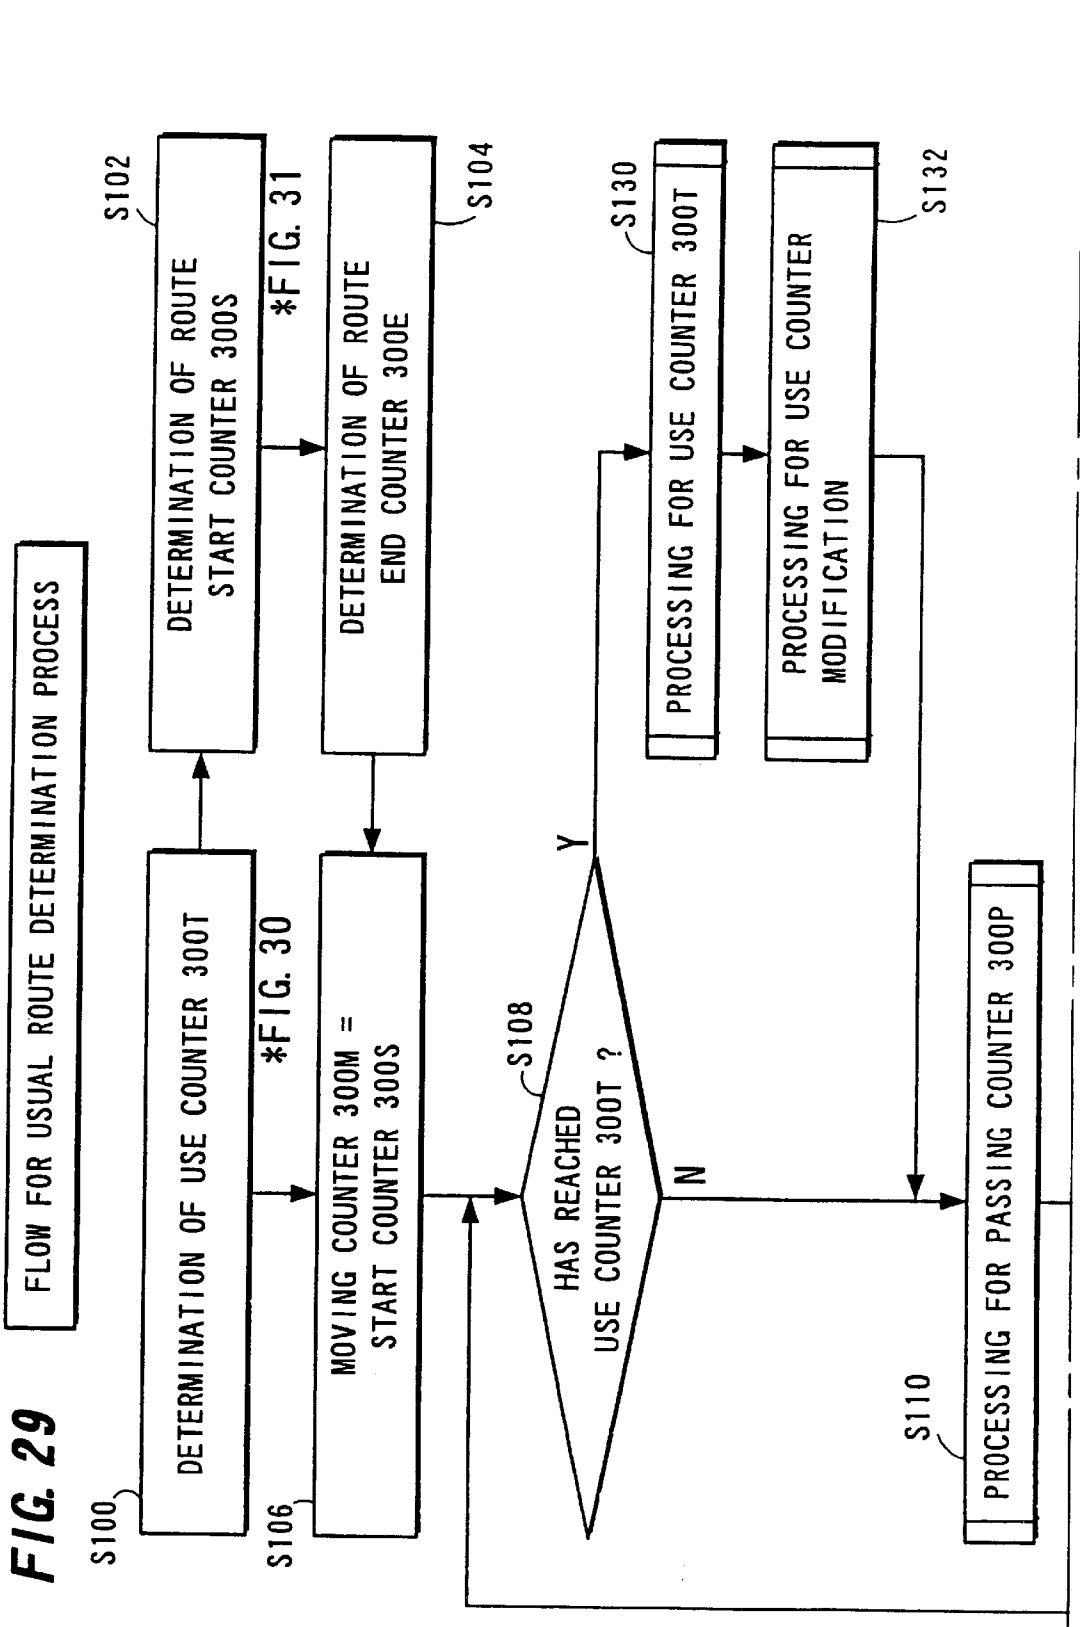 FIG. 29
FLOW FOR USUAL ROUTE DETERMINATION PROCESS
S100
DETERMINATION OF USE COUNTER 300T
*FIG. 30
S102
DETERMINATION OF ROUTE
START COUNTER 300S
*FIG. 31
S106
MOVING COUNTER 300M =
START COUNTER 300S
DETERMINATION OF ROUTE
END COUNTER 300E
S104
S108
HAS REACHED
USE COUNTER 300T ?
Y
N
S130
PROCESSING FOR USE COUNTER 300T
PROCESSING FOR USE COUNTER
MODIFICATION
S132
S110
PROCESSING FOR PASSING COUNTER 300P